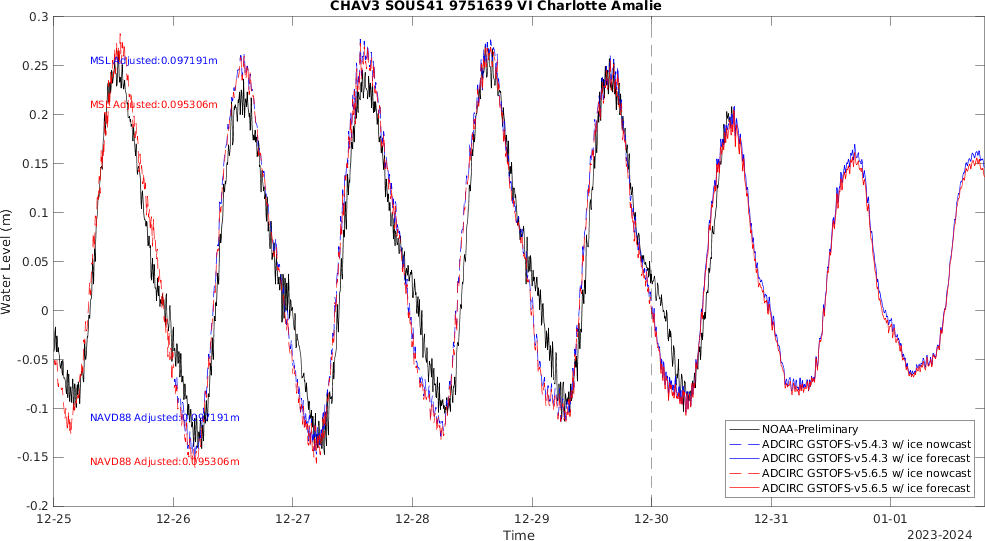 CHAV3 SOUS41 9751639 VI Charlotte Amalie
0.3
0.25
0.2
0.15
0.1
0.05
0
-0.05
-0.1
-0.15
-0.2
Water Level (m)
MSL Adjusted:0.097191m
MSL Adjusted:0.095306m
NAVD88 Adjusted:0.097191m
NAVD88 Adjusted:0.095306m
NOAA-Preliminary
ADCIRC GSTOFS-v5.4.3 w/ ice nowcast
ADCIRC GSTOFS-v5.4.3 w/ ice forecast
ADCIRC GSTOFS-v5.6.5 w/ ice nowcast
ADCIRC GSTOFS-v5.6.5 w/ ice forecast
12-25 12-26 12-27 12-28 12-29 12-30 12-31 01-01
Time
2023-2024